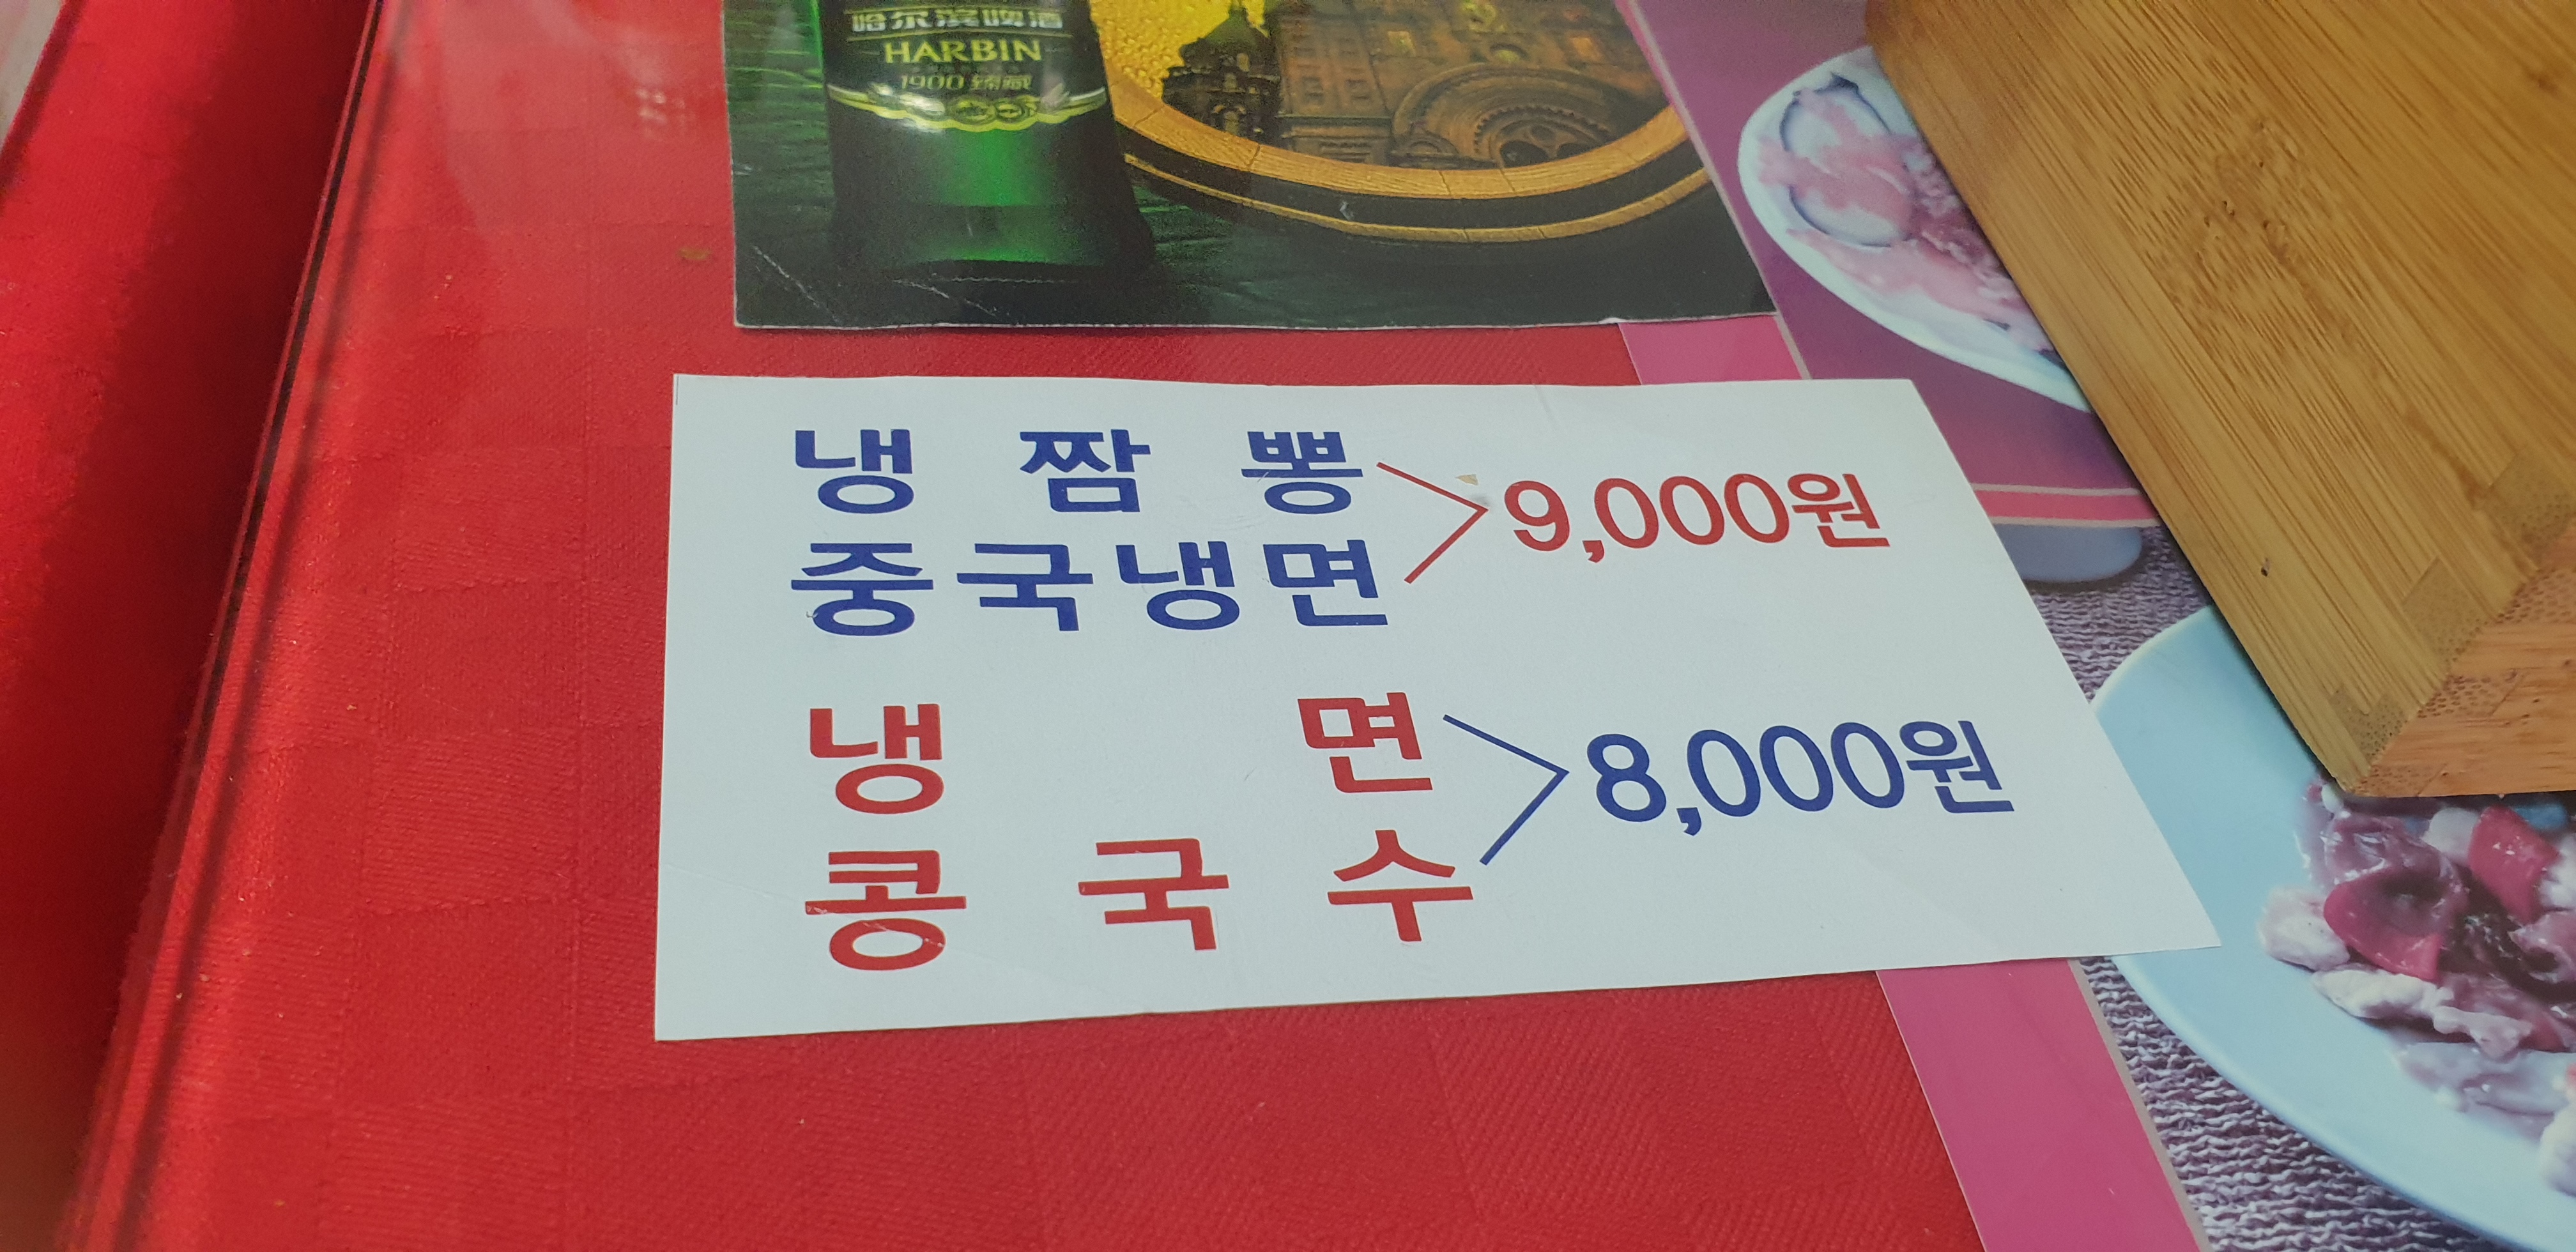 哈尔滨啤酒
HARBIN
1900 臻藏
냉 짬 뽕
중국냉면
9,000원
냉 면
콩 국 수
8,000원